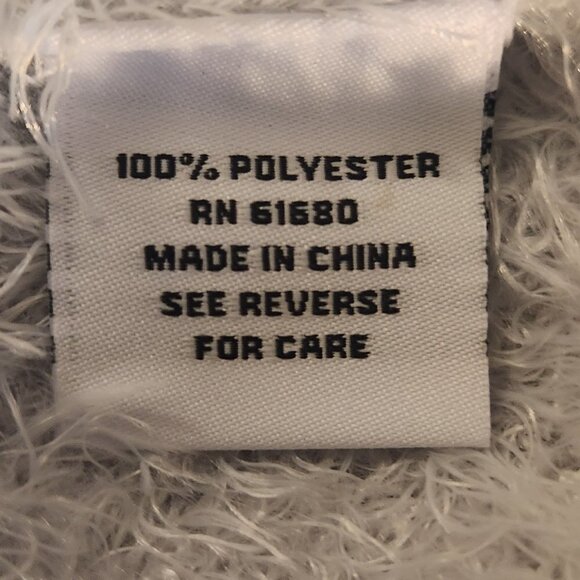 100% POLYESTER
RN 61680
MADE IN CHINA
SEE REVERSE
FOR CARE